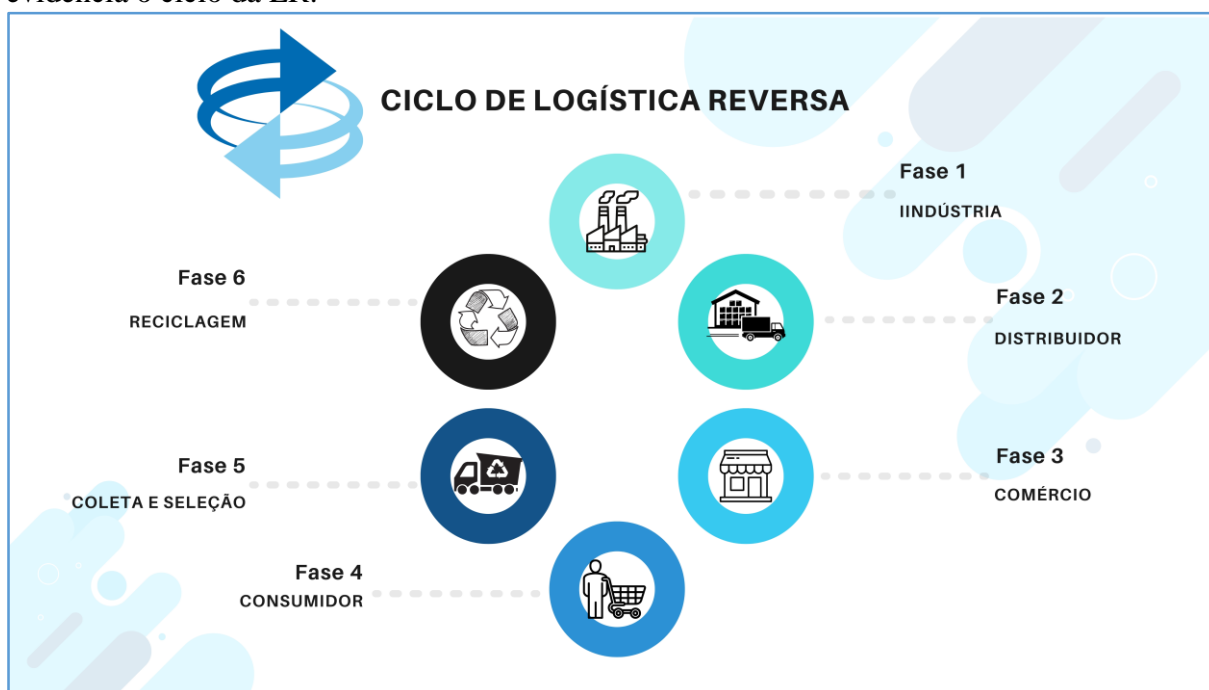 CICLO DE LOGÍSTICA REVERSA
Fase 1
IINDÚSTRIA
Fase 2
DISTRIBUIDOR
Fase 3
COMÉRCIO
Fase 4
CONSUMIDOR
Fase 5
COLETA E SELEÇÃO
Fase 6
RECICLAGEM